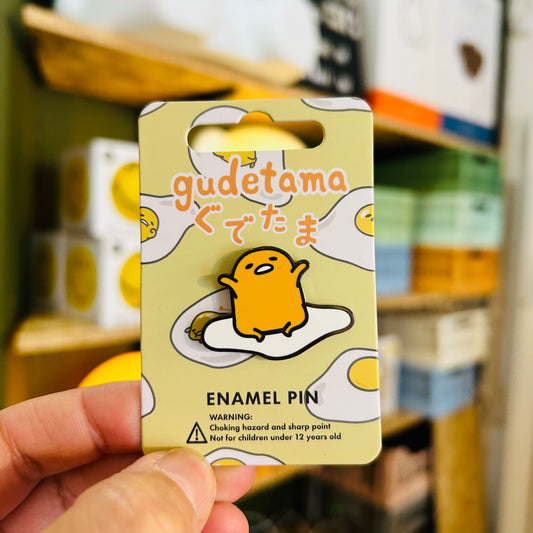 gudetama
ぐでたま
ENAMEL PIN
WARNING:
Choking hazard and sharp point
Not for children under 12 years old